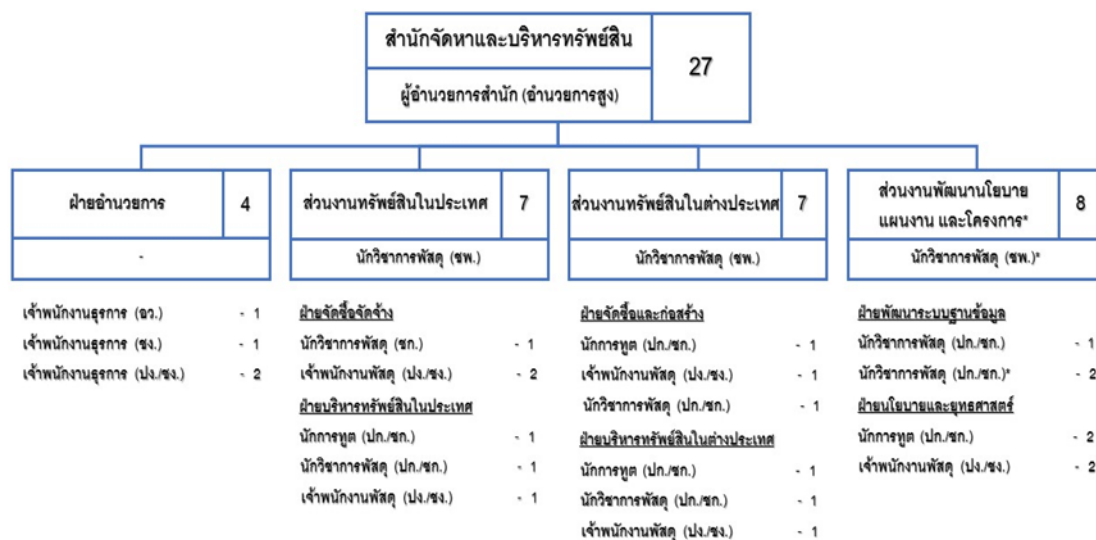 สำนักจัดหาและบริหารทรัพย์สิน
27
ผู้อำนวยการสำนัก (อำนวยการสูง)
ฝ่ายอำนวยการ
4
-
เจ้าพนักงานธุรการ (อว.) - 1
เจ้าพนักงานธุรการ (ชง.) - 1
เจ้าพนักงานธุรการ (ปง./ชง.) - 2
ส่วนงานทรัพย์สินในประเทศ
7
นักวิชาการพัสดุ (ชพ.)
ฝ่ายจัดซื้อจัดจ้าง
นักวิชาการพัสดุ (ชก.) - 1
เจ้าพนักงานพัสดุ (ปง./ชง.) - 2
ฝ่ายบริหารทรัพย์สินในประเทศ
นักการทูต (ปก./ชก.) - 1
นักวิชาการพัสดุ (ปก./ชก.) - 1
เจ้าพนักงานพัสดุ (ปง./ชง.) - 1
ส่วนงานทรัพย์สินในต่างประเทศ
7
นักวิชาการพัสดุ (ชพ.)
ฝ่ายจัดซื้อและก่อสร้าง
นักการทูต (ปก./ชก.) - 1
เจ้าพนักงานพัสดุ (ปง./ชง.) - 1
นักวิชาการพัสดุ (ปก./ชก.) - 1
ฝ่ายบริหารทรัพย์สินในต่างประเทศ
นักการทูต (ปก./ชก.) - 1
นักวิชาการพัสดุ (ปก./ชก.) - 1
เจ้าพนักงานพัสดุ (ปง./ชง.) - 1
ส่วนงานพัฒนานโยบาย
แผนงาน และโครงการ*
8
นักวิชาการพัสดุ (ชพ.)*
ฝ่ายพัฒนาระบบฐานข้อมูล
นักวิชาการพัสดุ (ปก./ชก.) - 1
นักวิชาการพัสดุ (ปก./ชก.)* - 2
ฝ่ายนโยบายและยุทธศาสตร์
นักการทูต (ปก./ชก.) - 2
เจ้าพนักงานพัสดุ (ปง./ชง.) - 2